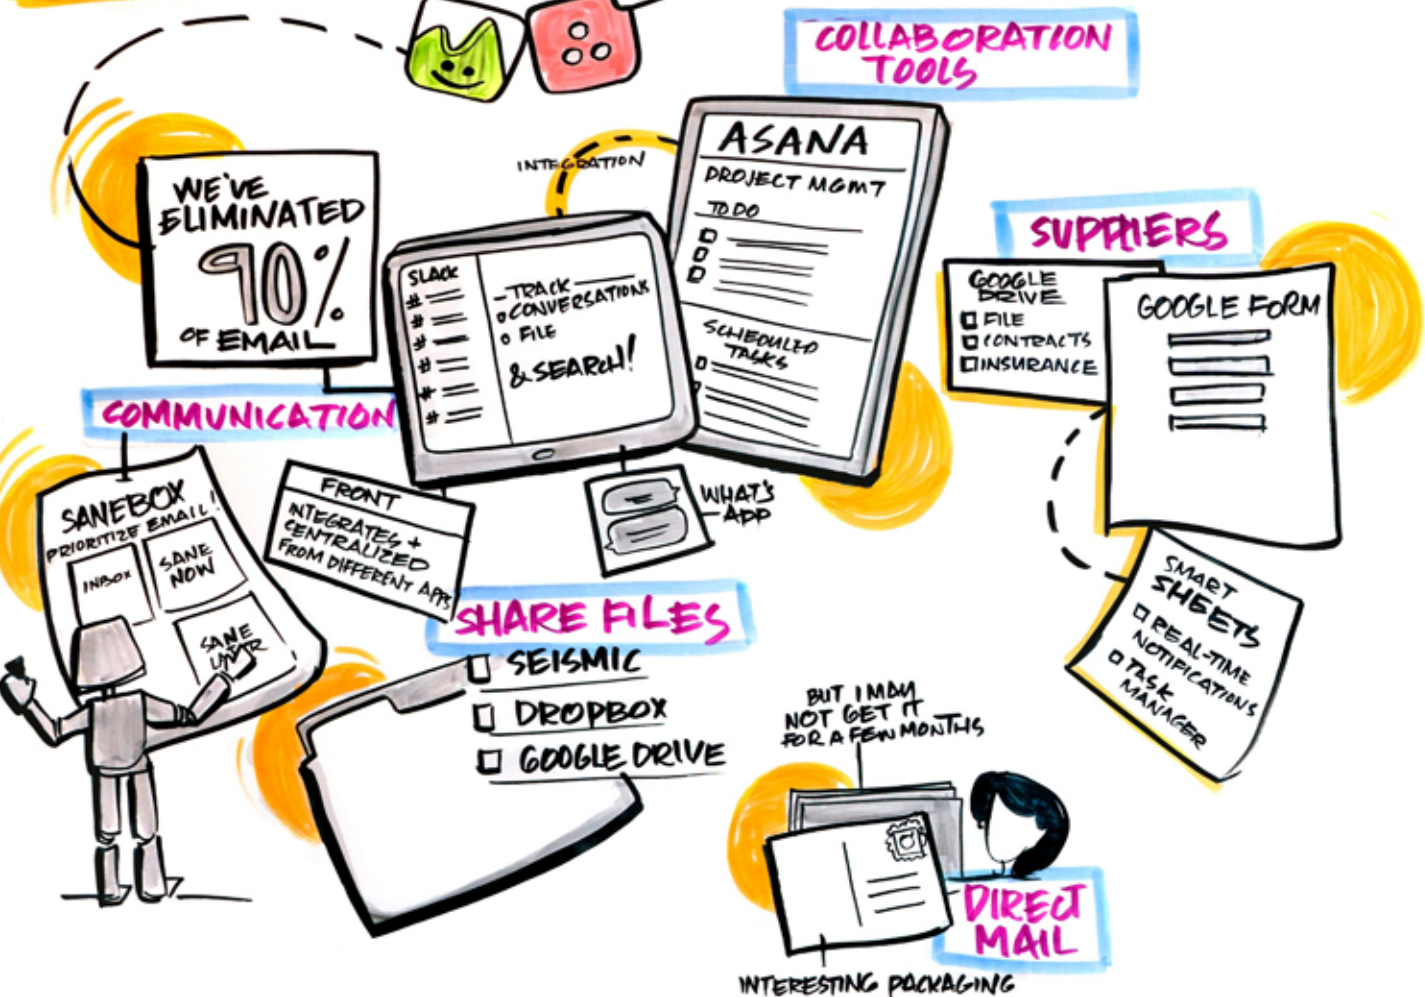 COLLABORATION
TOOLS
WE'VE
ELIMINATED
90%
OF EMAIL
INTEGRATION
ASANA
PROJECT MGMT
TO DO
SCHEDULED
TASKS
SLACK
#
#
#
#
#
#
#
- TRACK
CONVERSATIONS
FILE
& SEARCH!
SUPPLIERS
GOOGLE
DRIVE
FILE
CONTRACTS
INSURANCE
GOOGLE FORM
SMART
SHEETS
REAL-TIME
NOTIFICATIONS
TASK
MANAGER
COMMUNICATION
SANEBOX
PRIORITIZE EMAIL!
INBOX
SANE
NOW
SANE
FRONT
INTEGRATES +
CENTRALIZED
FROM DIFFERENT APPS
WHAT'S
APP
SHARE FILES
SEISMIC
DROPBOX
GOOGLE DRIVE
BUT I MAY
NOT GET IT
FOR A FEW MONTHS
DIRECT
MAIL
INTERESTING PACKAGING